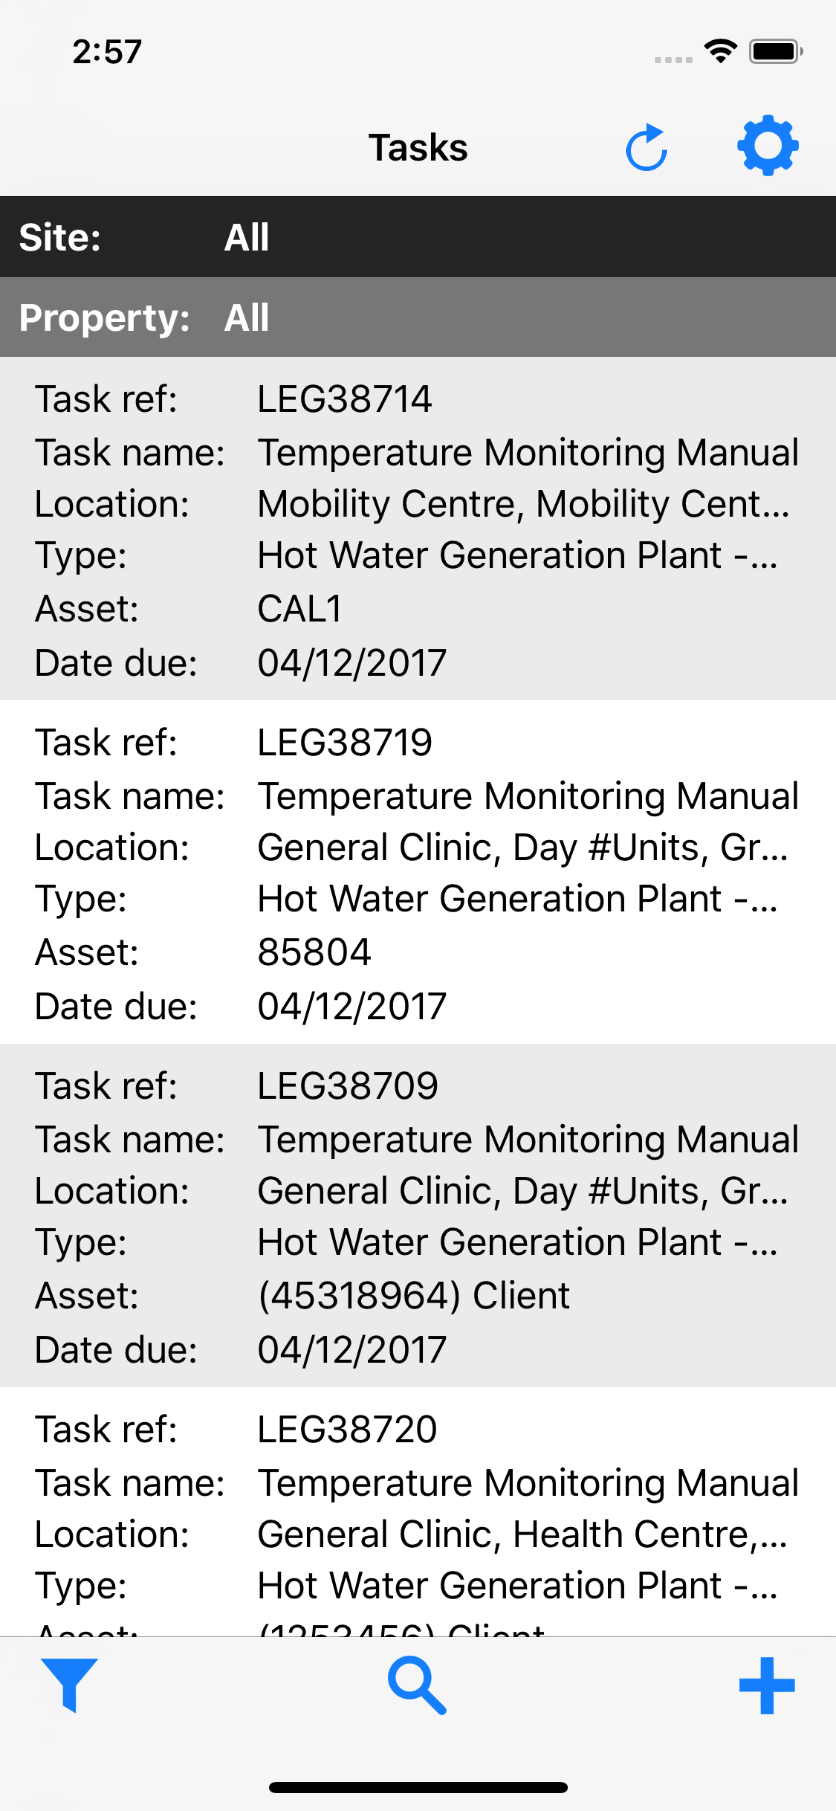 2:57
Tasks
Site: All
Property: All
Task ref: LEG38714
Task name: Temperature Monitoring Manual
Location: Mobility Centre, Mobility Cent...
Type: Hot Water Generation Plant -...
Asset: CAL1
Date due: 04/12/2017
Task ref: LEG38719
Task name: Temperature Monitoring Manual
Location: General Clinic, Day #Units, Gr...
Type: Hot Water Generation Plant -...
Asset: 85804
Date due: 04/12/2017
Task ref: LEG38709
Task name: Temperature Monitoring Manual
Location: General Clinic, Day #Units, Gr...
Type: Hot Water Generation Plant -...
Asset: (45318964) Client
Date due: 04/12/2017
Task ref: LEG38720
Task name: Temperature Monitoring Manual
Location: General Clinic, Health Centre,...
Type: Hot Water Generation Plant -...
Asset: (1253456) Client